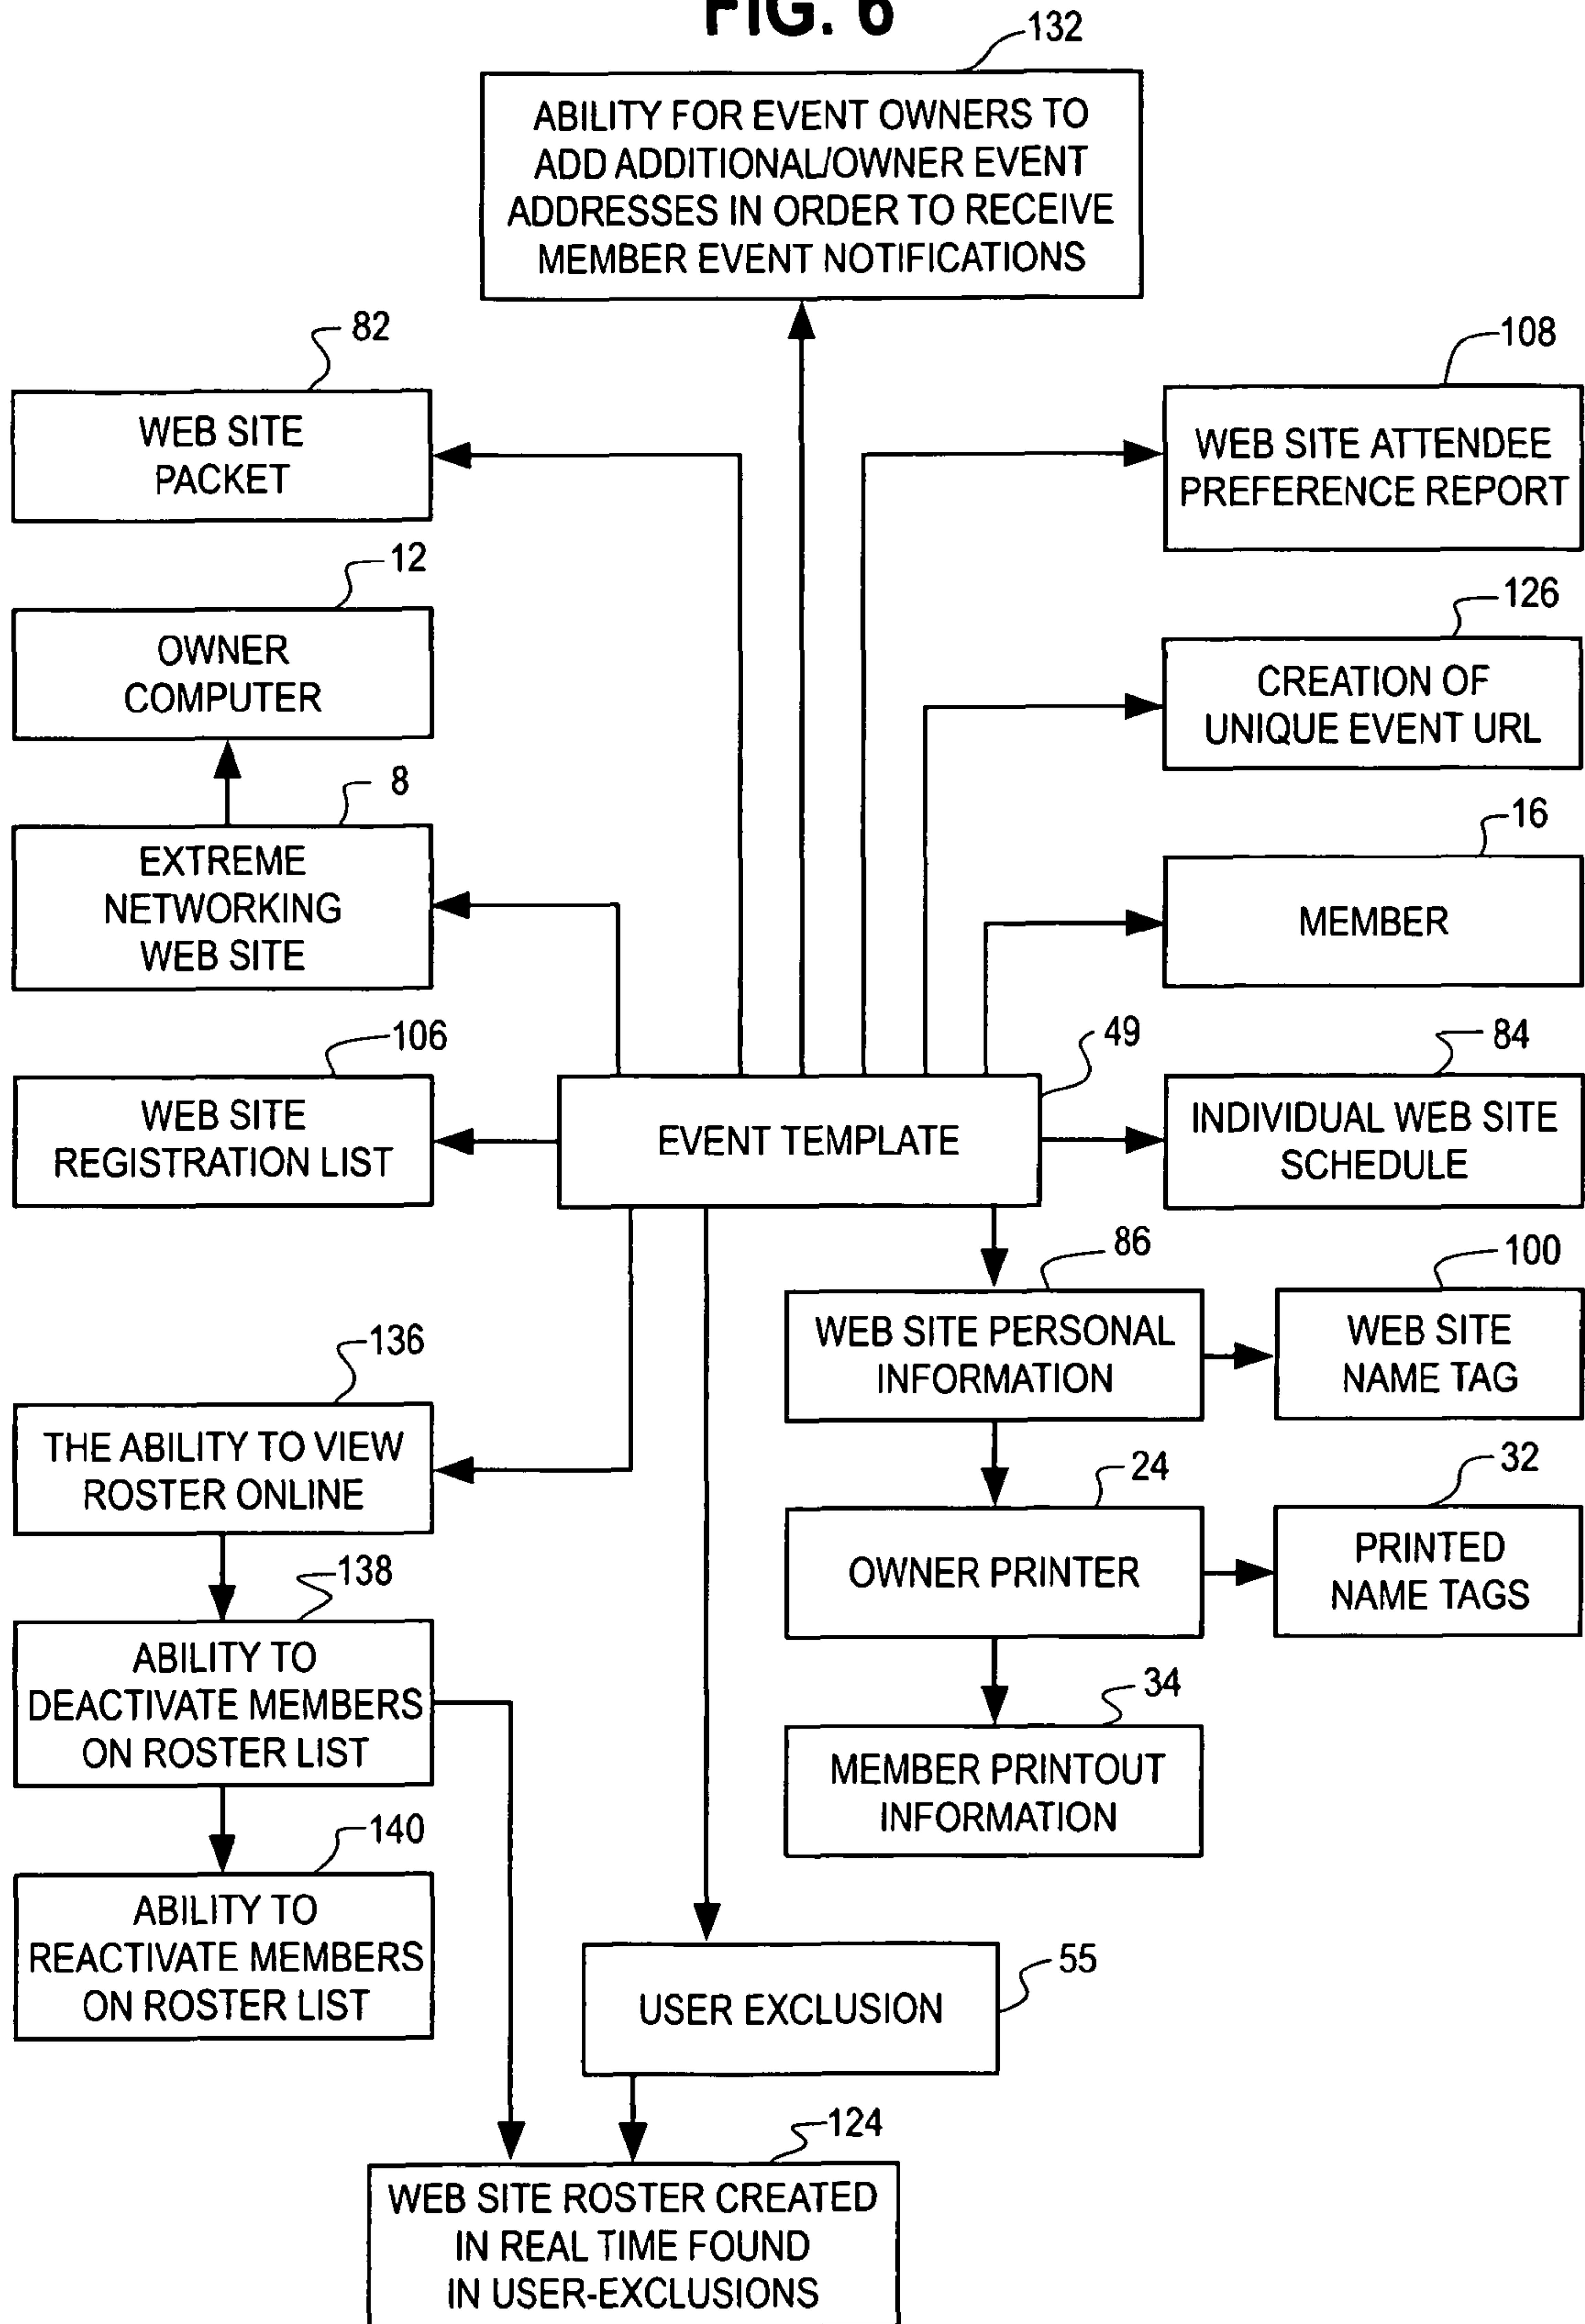 FIG. 6
132
ABILITY FOR EVENT OWNERS TO
ADD ADDITIONAL/OWNER EVENT
ADDRESSES IN ORDER TO RECEIVE
MEMBER EVENT NOTIFICATIONS
82
WEB SITE
PACKET
108
WEB SITE ATTENDEE
PREFERENCE REPORT
12
OWNER
COMPUTER
126
CREATION OF
UNIQUE EVENT URL
8
EXTREME
NETWORKING
WEB SITE
16
MEMBER
106
WEB SITE
REGISTRATION LIST
49
EVENT TEMPLATE
84
INDIVIDUAL WEB SITE
SCHEDULE
86
WEB SITE PERSONAL
INFORMATION
100
WEB SITE
NAME TAG
136
THE ABILITY TO VIEW
ROSTER ONLINE
24
OWNER PRINTER
32
PRINTED
NAME TAGS
138
ABILITY TO
DEACTIVATE MEMBERS
ON ROSTER LIST
34
MEMBER PRINTOUT
INFORMATION
140
ABILITY TO
REACTIVATE MEMBERS
ON ROSTER LIST
55
USER EXCLUSION
124
WEB SITE ROSTER CREATED
IN REAL TIME FOUND
IN USER-EXCLUSIONS